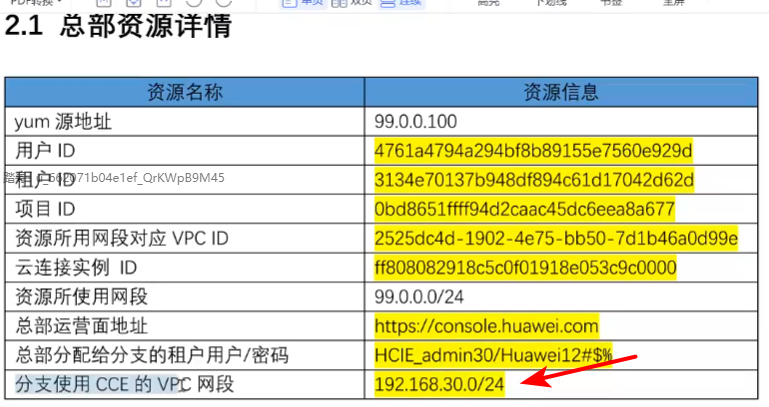 PDF转换
单页
双页
连续
高亮
下划线
书签
全屏
2.1 总部资源详情
资源名称 资源信息
yum 源地址 99.0.0.100
用户 ID 4761a4794a294bf8b89155e7560e929d
租户 ID 3134e70137b948df894c61d17042d62d
项目 ID 0bd8651ffff94d2caac45dc6eea8a677
资源所用网段对应 VPC ID 2525dc4d-1902-4e75-bb50-7d1b46a0d99e
云连接实例 ID ff808082918c5c0f01918e053c9c0000
资源所使用网段 99.0.0.0/24
总部运营面地址 https://console.huawei.com
总部分配给分支的租户用户/密码 HCIE_admin30/Huawei12#$%
分支使用 CCE 的 VPC 网段 192.168.30.0/24